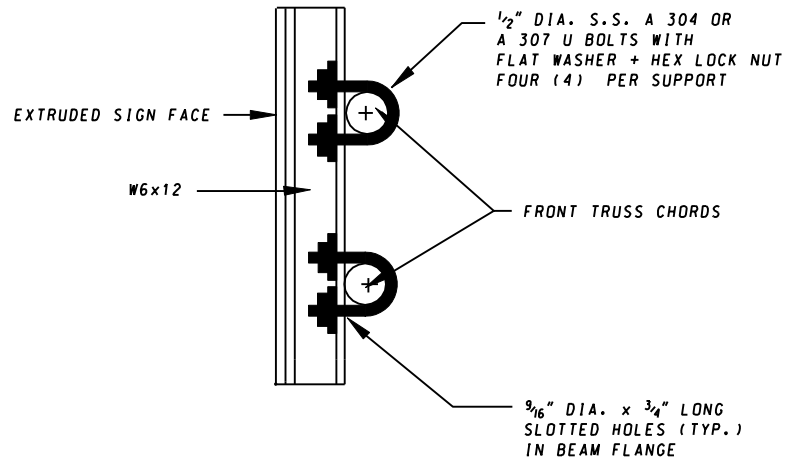 ½" DIA. S.S. A 304 OR
A 307 U BOLTS WITH
FLAT WASHER + HEX LOCK NUT
FOUR (4) PER SUPPORT
EXTRUDED SIGN FACE
W6x12
FRONT TRUSS CHORDS
9/16" DIA. x 3/4" LONG
SLOTTED HOLES (TYP.)
IN BEAM FLANGE